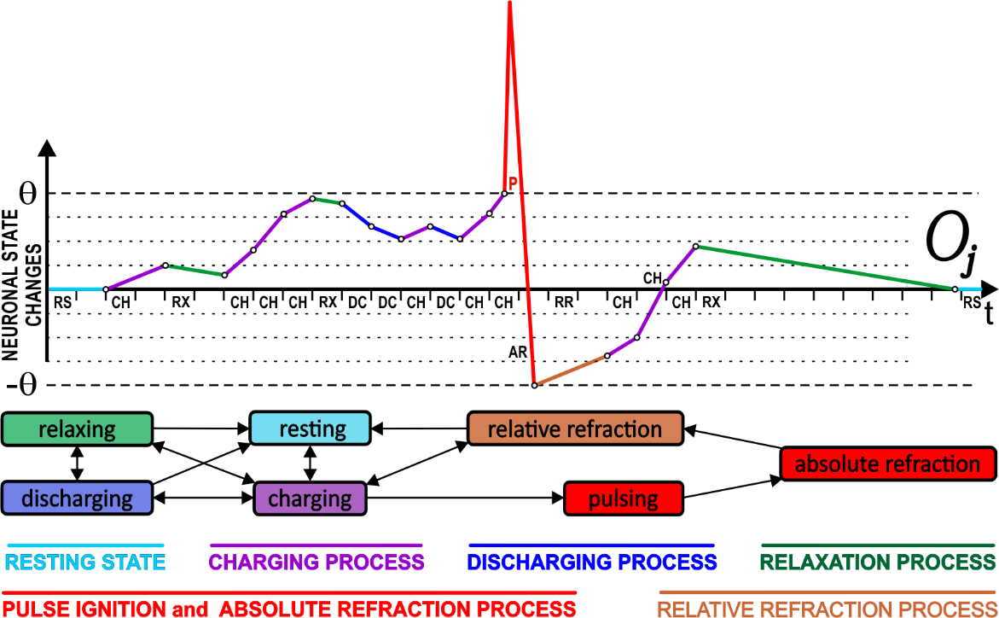 θ
P
NEURONAL STATE
CHANGES
O j
CH
RS CH RX CH CH CH RX DC DC CH DC CH CH RR CH CH RX RS
t
AR
-θ
relaxing resting relative refraction
absolute refraction
discharging charging pulsing
RESTING STATE CHARGING PROCESS DISCHARGING PROCESS RELAXATION PROCESS
PULSE IGNITION and ABSOLUTE REFRACTION PROCESS RELATIVE REFRACTION PROCESS